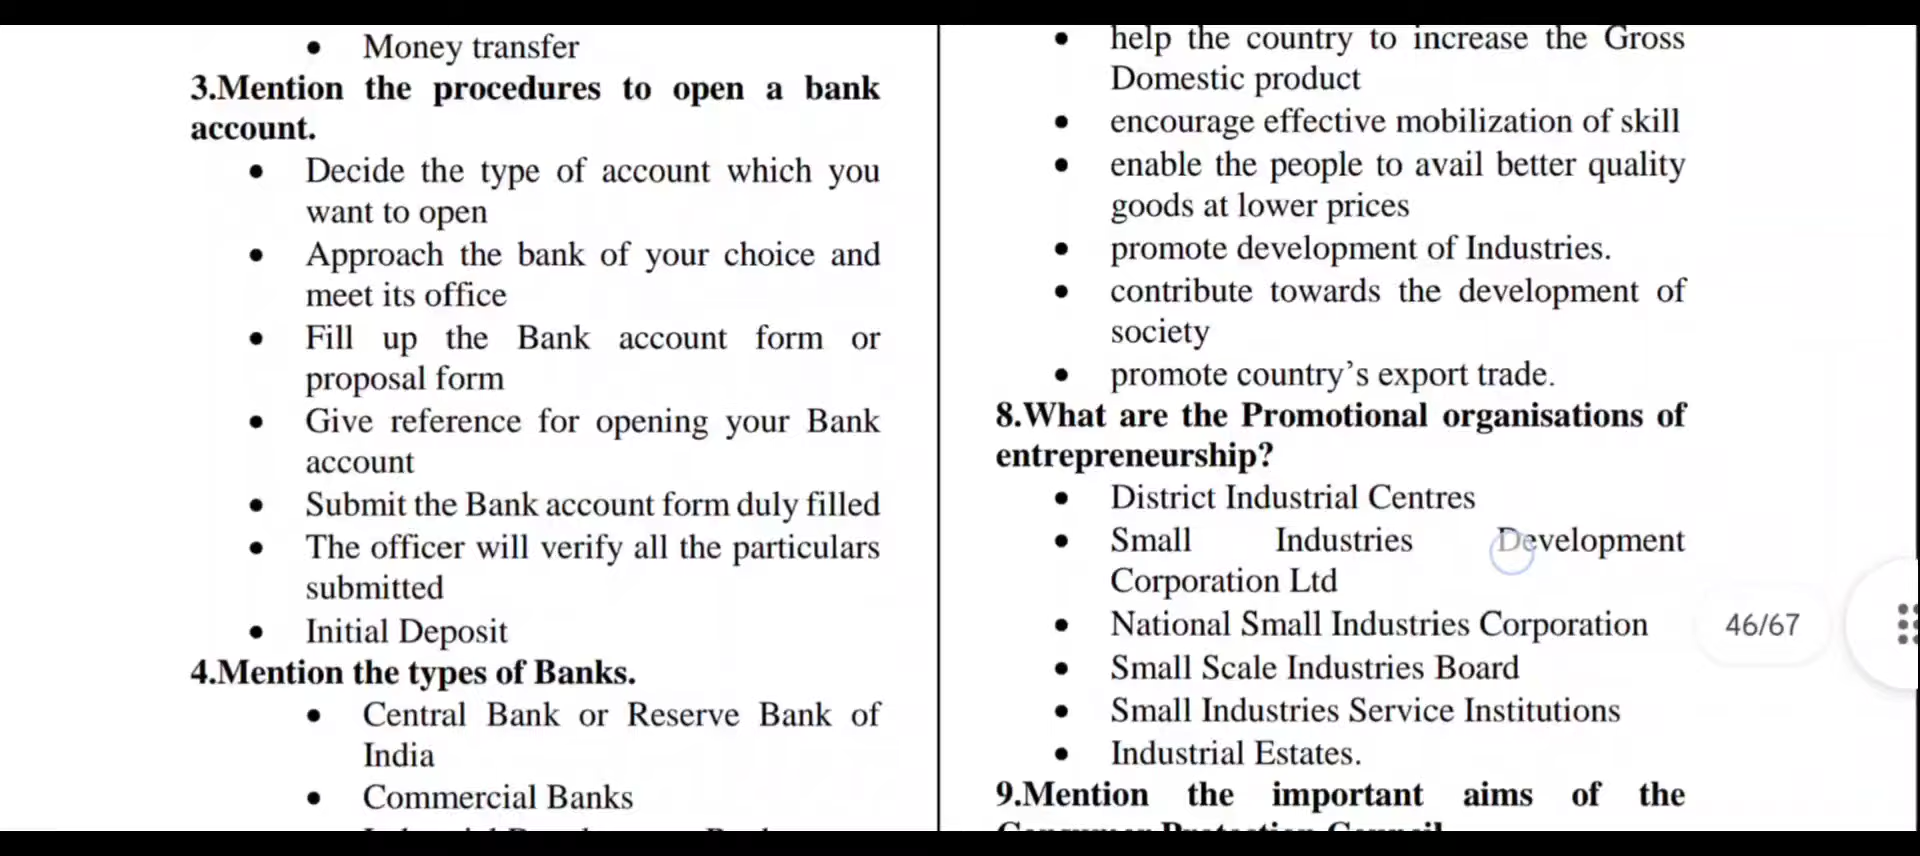 • Money transfer
3.Mention the procedures to open a bank
account.
• Decide the type of account which you
want to open
• Approach the bank of your choice and
meet its office
• Fill up the Bank account form or
proposal form
• Give reference for opening your Bank
account
• Submit the Bank account form duly filled
• The officer will verify all the particulars
submitted
• Initial Deposit
4.Mention the types of Banks.
• Central Bank or Reserve Bank of
India
• Commercial Banks
• help the country to increase the Gross
Domestic product
• encourage effective mobilization of skill
• enable the people to avail better quality
goods at lower prices
• promote development of Industries.
• contribute towards the development of
society
• promote country’s export trade.
8.What are the Promotional organisations of
entrepreneurship?
• District Industrial Centres
• Small Industries Development
Corporation Ltd
• National Small Industries Corporation
• Small Scale Industries Board
• Small Industries Service Institutions
• Industrial Estates.
9.Mention the important aims of the
46/67